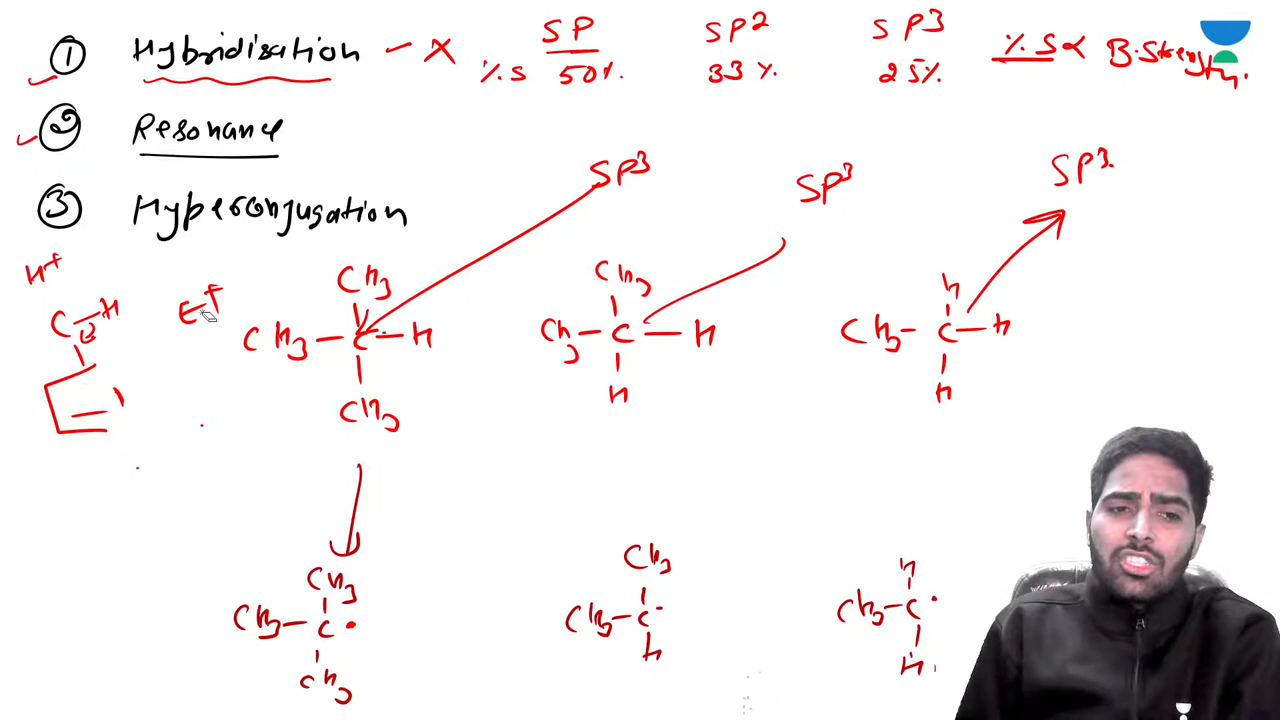 ① Hybridisation - X
SP SP2 SP3
%S 50% 33% 25%
%S ∝ B.Strength.
② Resonance
③ Hyperconjugation
SP3 SP3 SP3.
H+
C-H
E+
CH3
CH3-C-H
CH3
CH3
CH3-C-H
H
H
CH3-C-H
H
CH3
CH3-C•
CH3
CH3
CH3-C•
H
H
CH3-C•
H